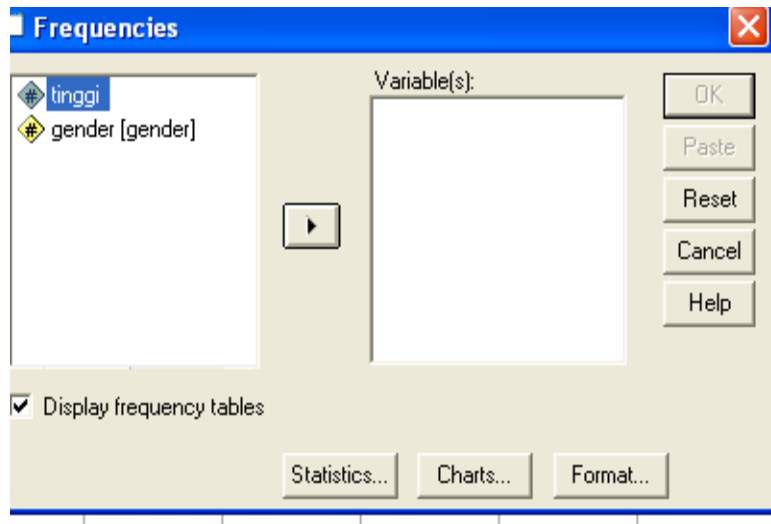 Frequencies
tinggi
gender [gender]
Variable(s):
OK
Paste
Reset
Cancel
Help
Display frequency tables
Statistics...
Charts...
Format...